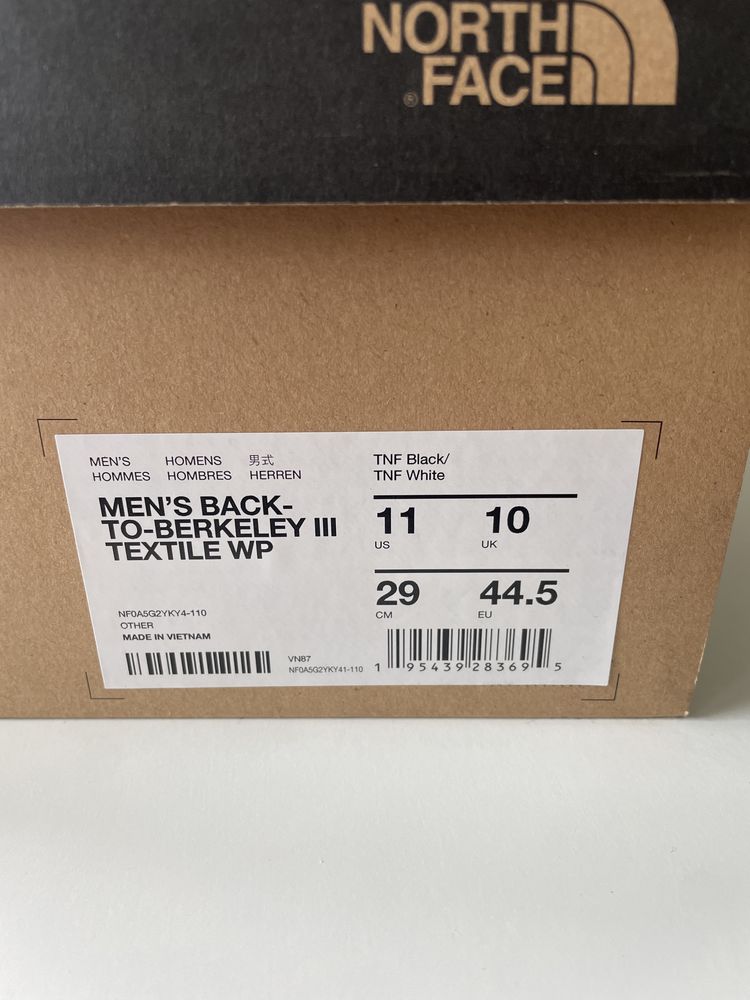 NORTH
FACE
®
MEN'S HOMENS 男式
HOMMES HOMBRES HERREN
MEN'S BACK-
TO-BERKELEY III
TEXTILE WP
NF0A5G2YKY4-110
OTHER
MADE IN VIETNAM
VN87
NF0A5G2YKY41-110
TNF Black/
TNF White
11 10
US UK
29 44.5
CM EU
1 95439 28369 5